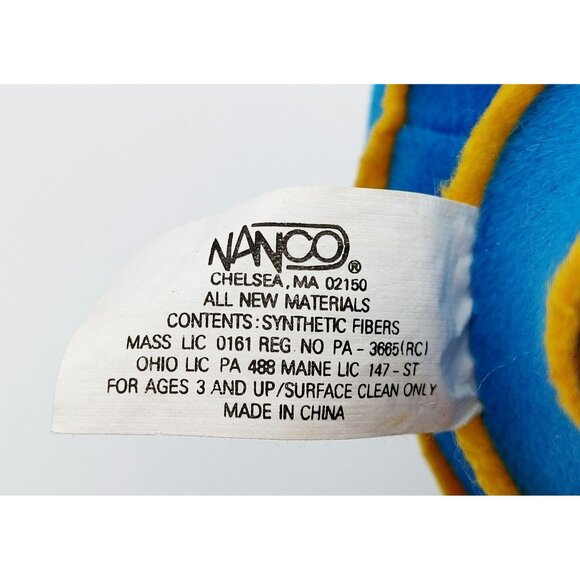 NANCO®
CHELSEA, MA 02150
ALL NEW MATERIALS
CONTENTS: SYNTHETIC FIBERS
MASS LIC 0161 REG. NO PA - 3665(RC)
OHIO LIC PA 488 MAINE LIC 147 - ST
FOR AGES 3 AND UP/SURFACE CLEAN ONLY
MADE IN CHINA